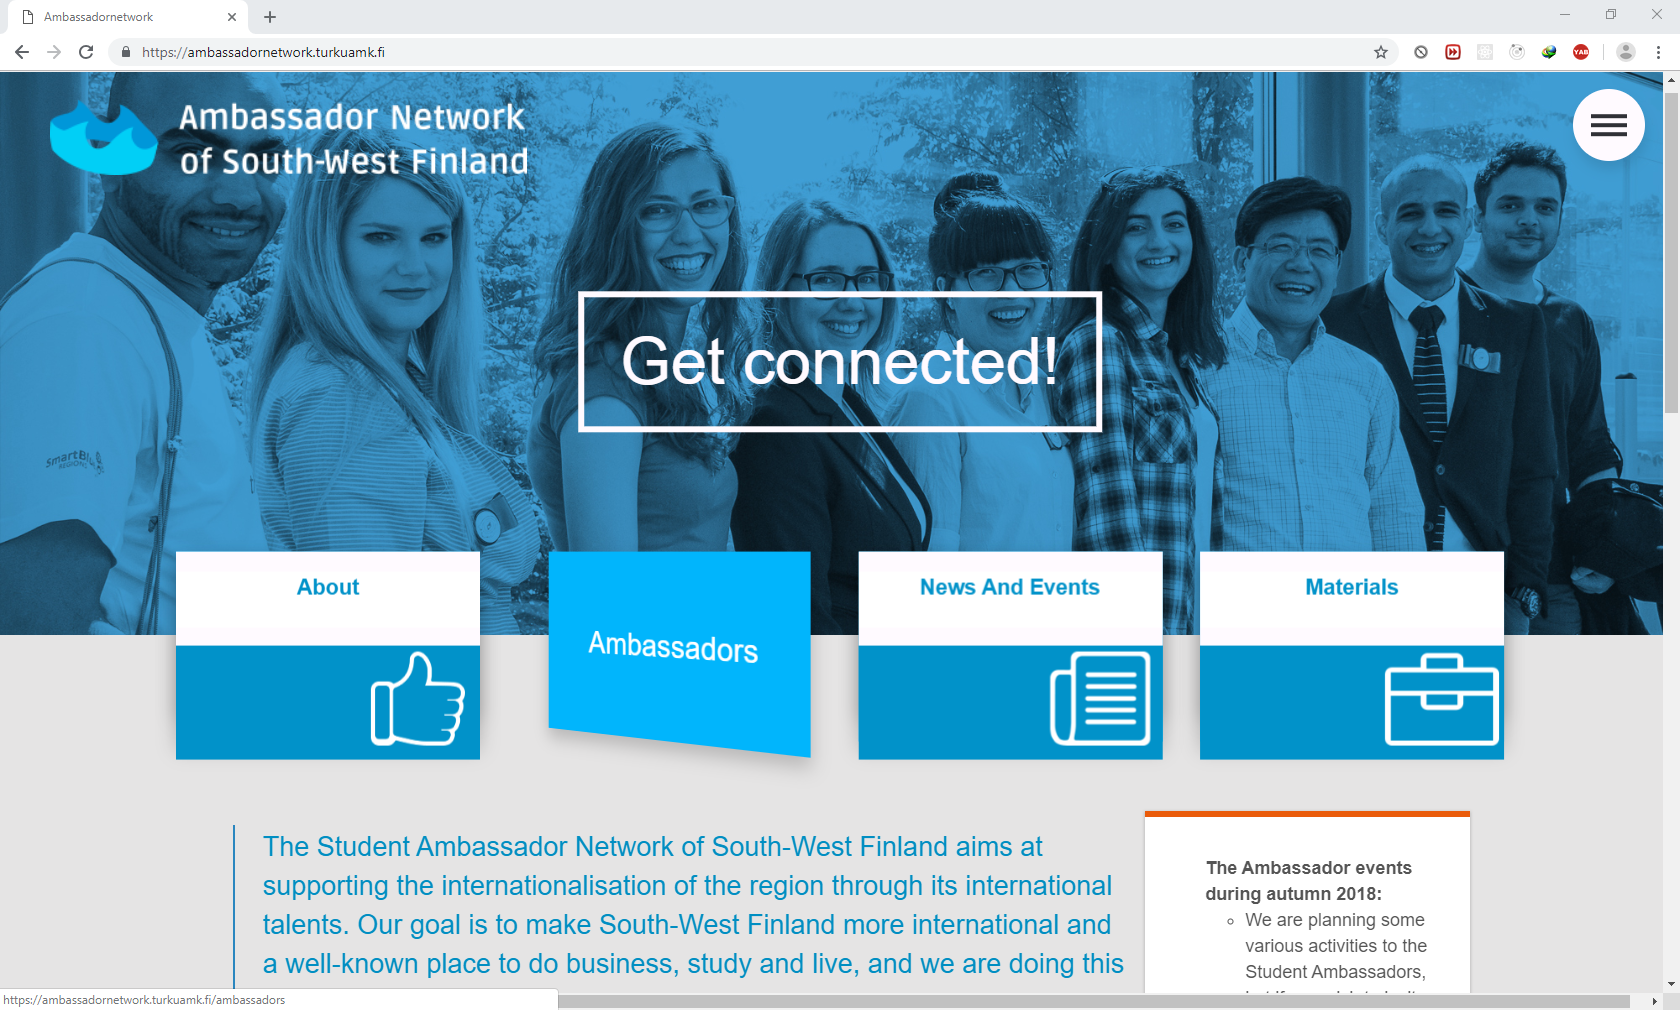 Ambassadornetwork
https://ambassadornetwork.turkuamk.fi
YAB
Ambassador Network
of South-West Finland
Get connected!
SmartBl
REGIONS
About
Ambassadors
News And Events
Materials
The Student Ambassador Network of South-West Finland aims at
supporting the internationalisation of the region through its international
talents. Our goal is to make South-West Finland more international and
a well-known place to do business, study and live, and we are doing this
The Ambassador events
during autumn 2018:
We are planning some
various activities to the
Student Ambassadors,
https://ambassadornetwork.turkuamk.fi/ambassadors